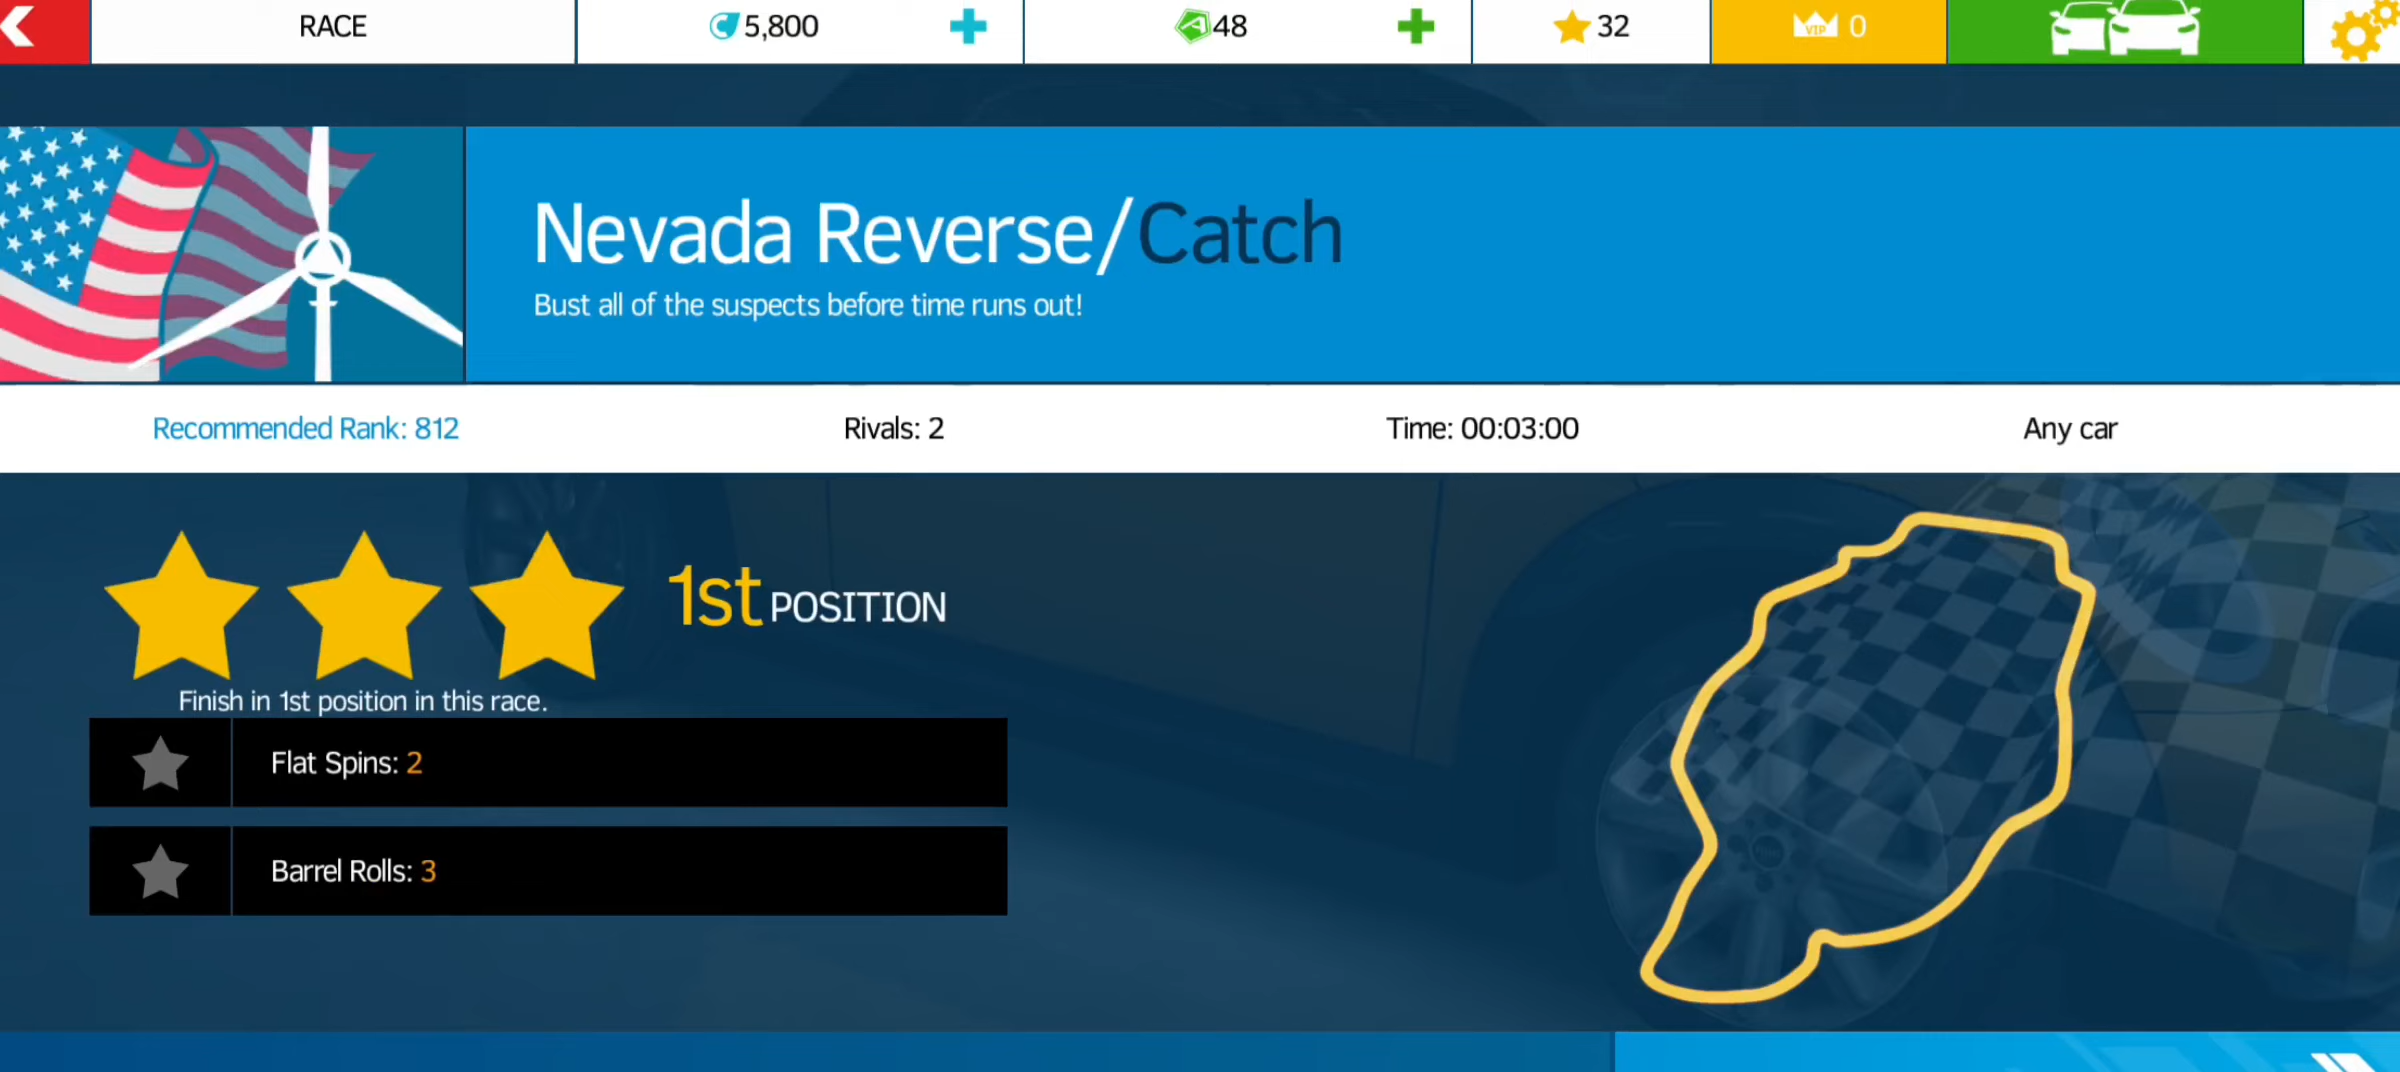 RACE
5,800
48
32
VIP 0
Nevada Reverse/Catch
Bust all of the suspects before time runs out!
Recommended Rank: 812
Rivals: 2
Time: 00:03:00
Any car
1st POSITION
Finish in 1st position in this race.
Flat Spins: 2
Barrel Rolls: 3